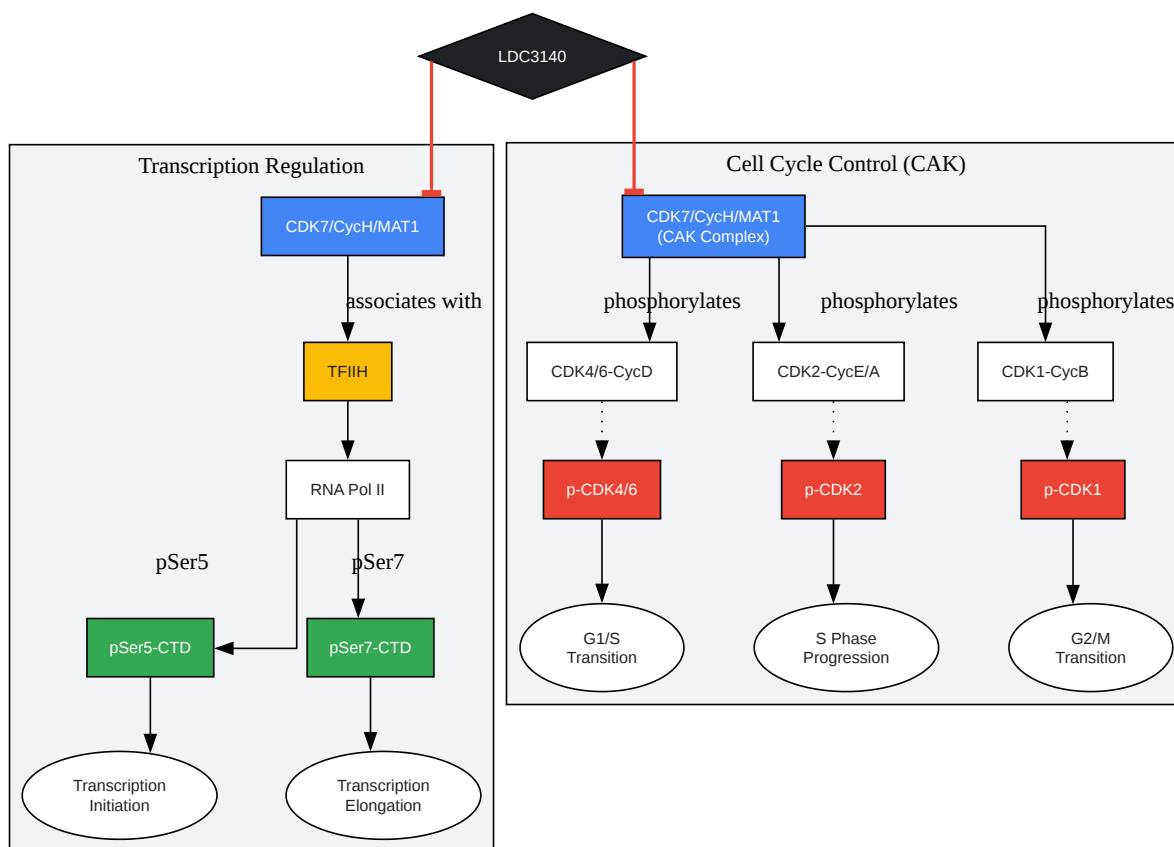 LDC3140
Transcription Regulation
CDK7/CycH/MAT1
associates with
TFIIH
RNA Pol II
pSer5
pSer7
pSer5-CTD
pSer7-CTD
Transcription
Initiation
Transcription
Elongation
Cell Cycle Control (CAK)
CDK7/CycH/MAT1
(CAK Complex)
phosphorylates
phosphorylates
phosphorylates
CDK4/6-CycD
CDK2-CycE/A
CDK1-CycB
p-CDK4/6
p-CDK2
p-CDK1
G1/S
Transition
S Phase
Progression
G2/M
Transition